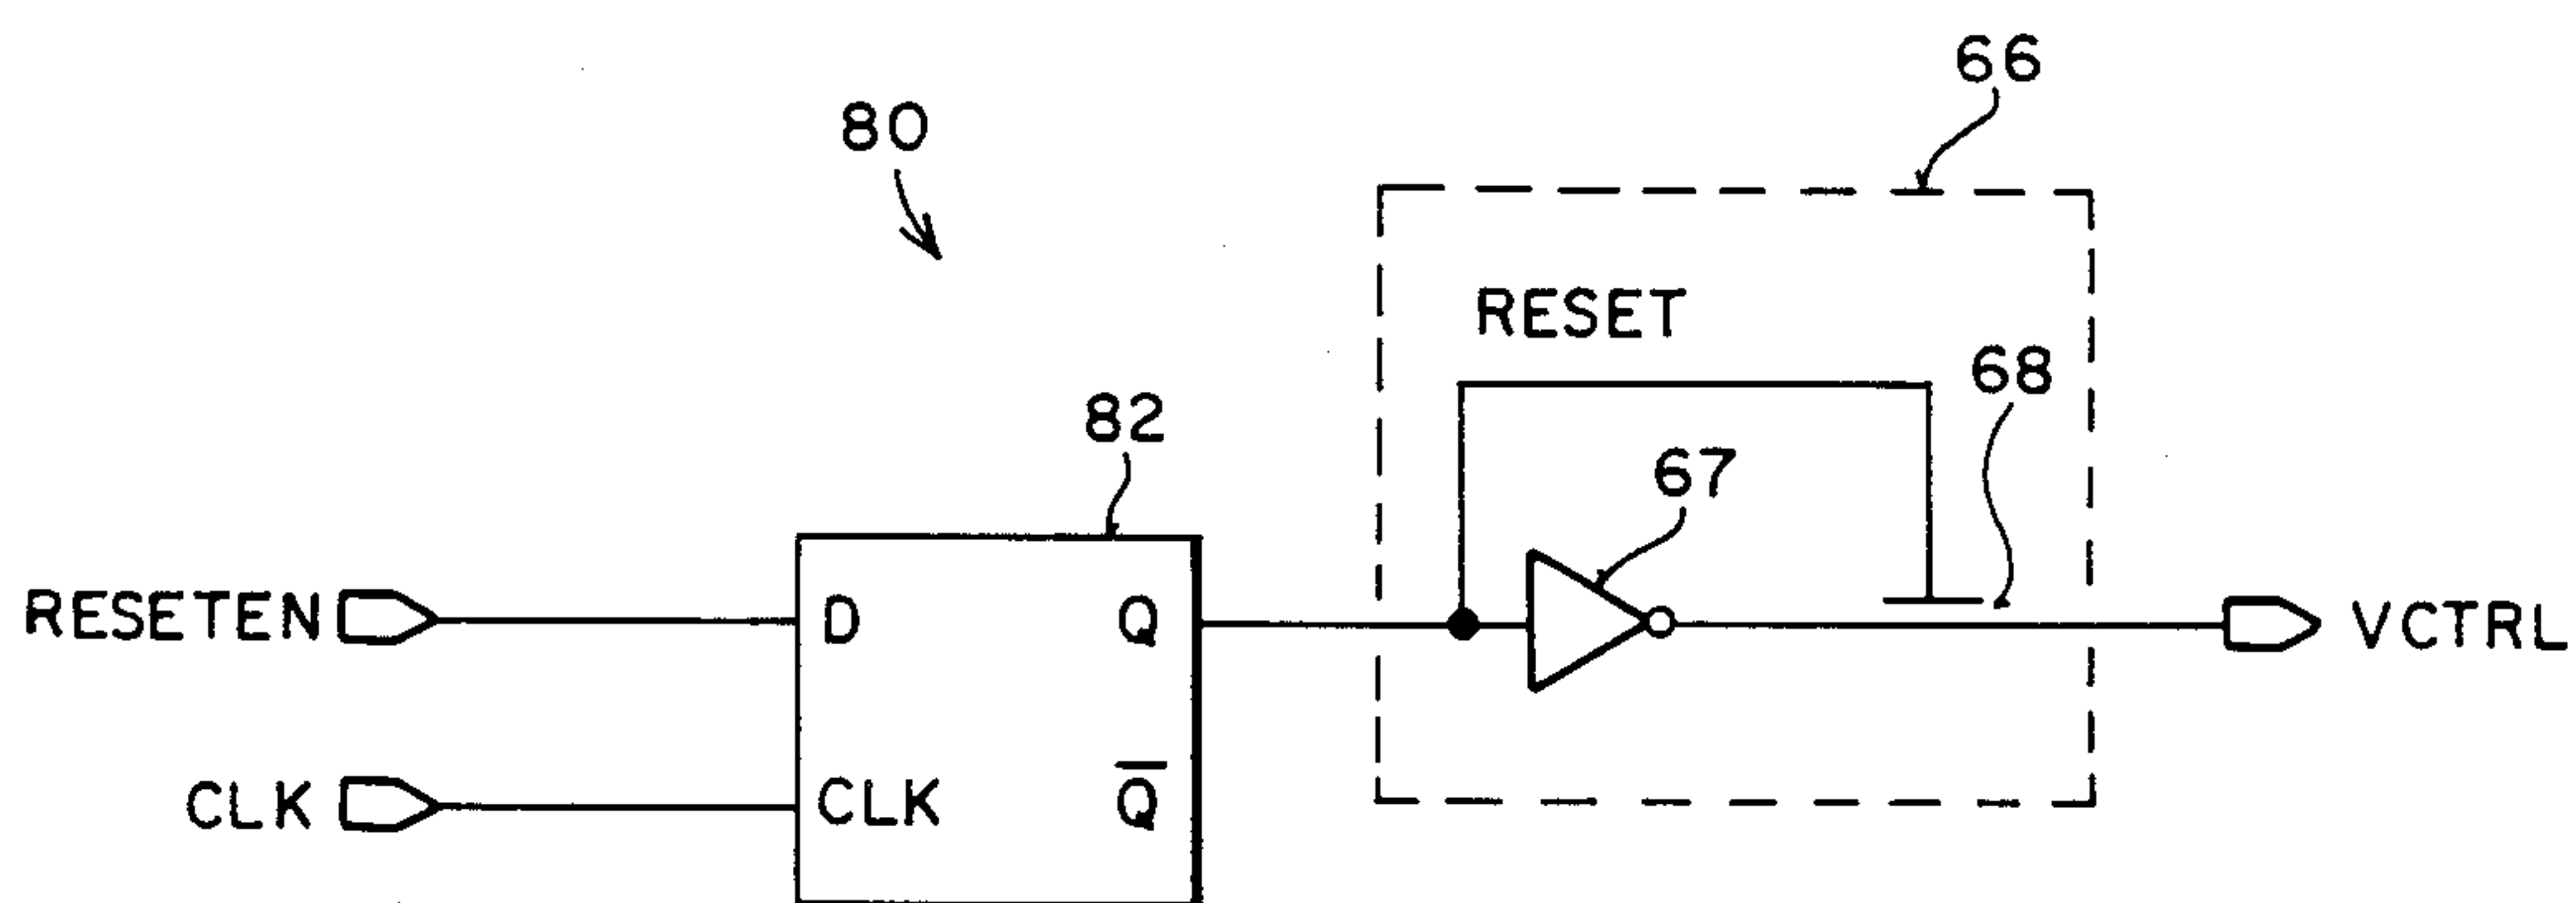 66
80
RESET
68
82
67
RESETEN
D
Q
VCTRL
CLK
CLK
Q̅